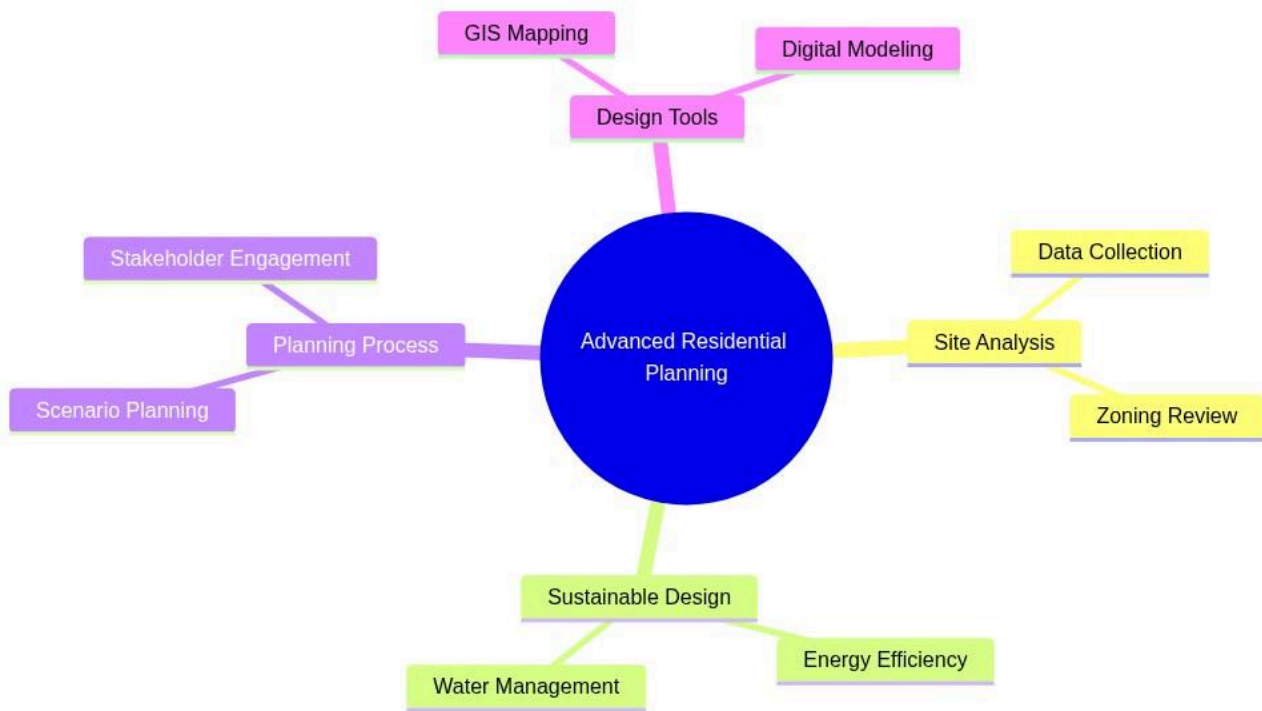 GIS Mapping
Digital Modeling
Design Tools
Stakeholder Engagement
Data Collection
Planning Process
Advanced Residential
Planning
Site Analysis
Scenario Planning
Zoning Review
Sustainable Design
Energy Efficiency
Water Management